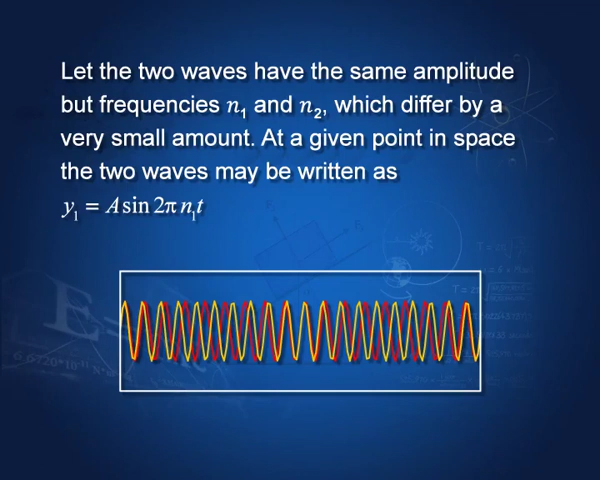 Let the two waves have the same amplitude
but frequencies n₁ and n₂, which differ by a
very small amount. At a given point in space
the two waves may be written as
y₁ = A sin 2π n₁t